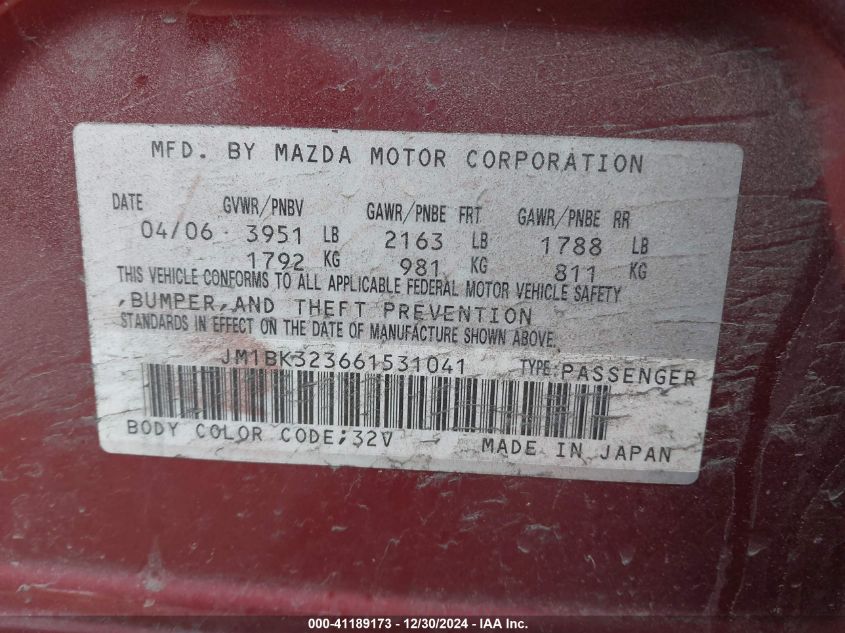 MFD. BY MAZDA MOTOR CORPORATION
DATE GVWR/PNBV GAWR/PNBE FRT GAWR/PNBE RR
04/06 3951 LB 2163 LB 1788 LB
1792 KG 981 KG 811 KG
THIS VEHICLE CONFORMS TO ALL APPLICABLE FEDERAL MOTOR VEHICLE SAFETY
,BUMPER,AND THEFT PREVENTION
STANDARDS IN EFFECT ON THE DATE OF MANUFACTURE SHOWN ABOVE.
JM1BK323661531041 TYPE:PASSENGER
BODY COLOR CODE;32V MADE IN JAPAN
000-41189173 - 12/30/2024 - IAA Inc.